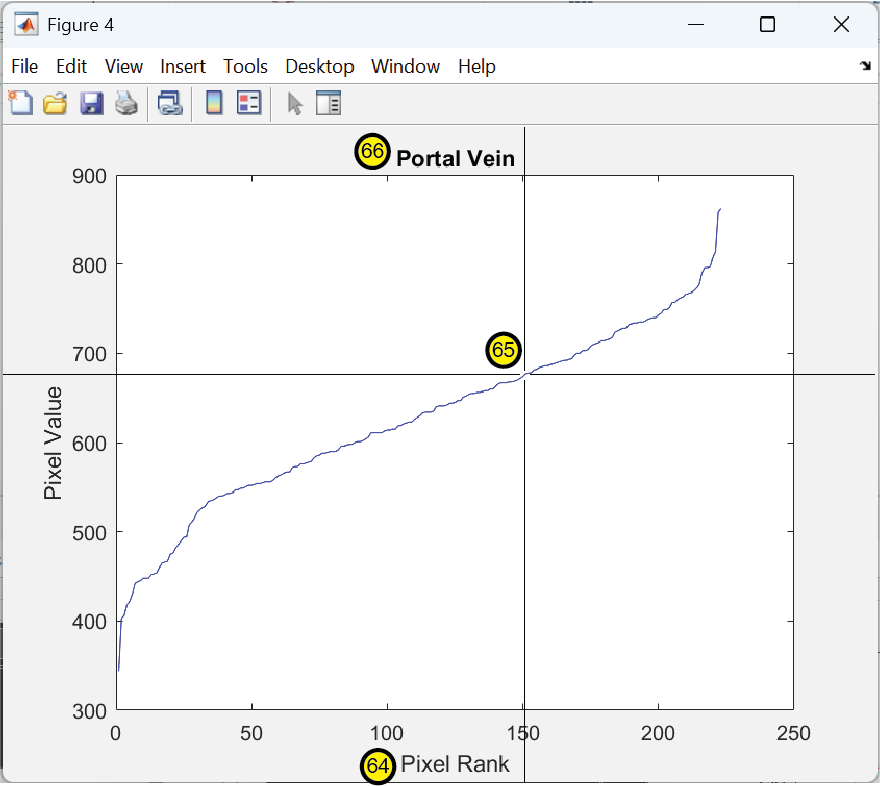 Figure 4
File Edit View Insert Tools Desktop Window Help
66 Portal Vein
900
800
700
600
500
400
300
Pixel Value
65
0 50 100 150 200 250
64 Pixel Rank